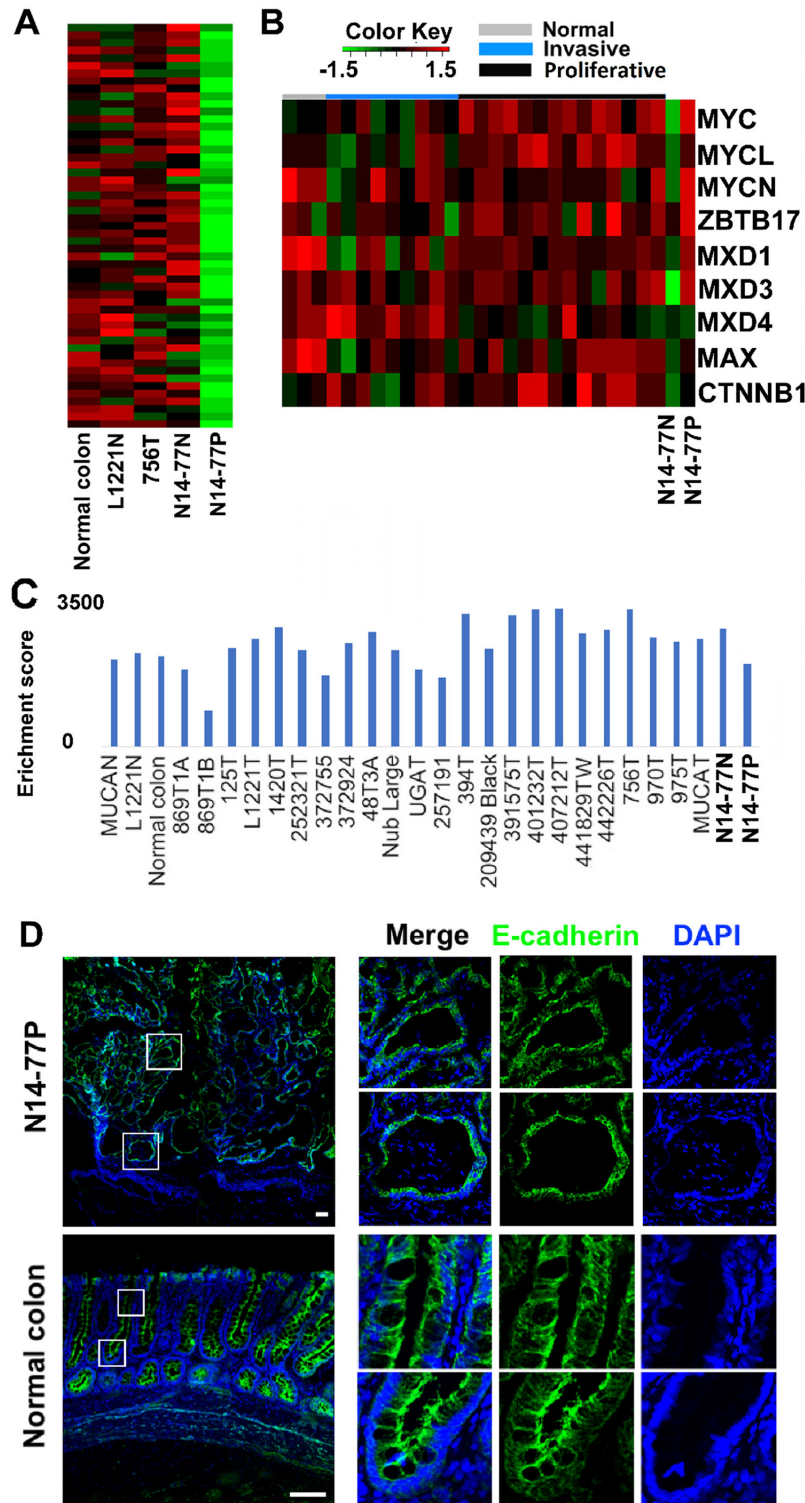 A
Normal colon
L1221N
756T
N14-77N
N14-77P
B
Color Key
-1.5
1.5
Normal
Invasive
Proliferative
MYC
MYCL
MYCN
ZBTB17
MXD1
MXD3
MXD4
MAX
CTNNB1
N14-77N
N14-77P
C
3500
Erichment score
0
MUCAN
L1221N
Normal colon
869T1A
869T1B
125T
L1221T
1420T
252321T
372755
372924
48T3A
Nub Large
UGAT
257191
394T
209439 Black
391575T
401232T
407212T
441829TW
442226T
756T
970T
975T
MUCAT
N14-77N
N14-77P
D
Merge
E-cadherin
DAPI
N14-77P
Normal colon